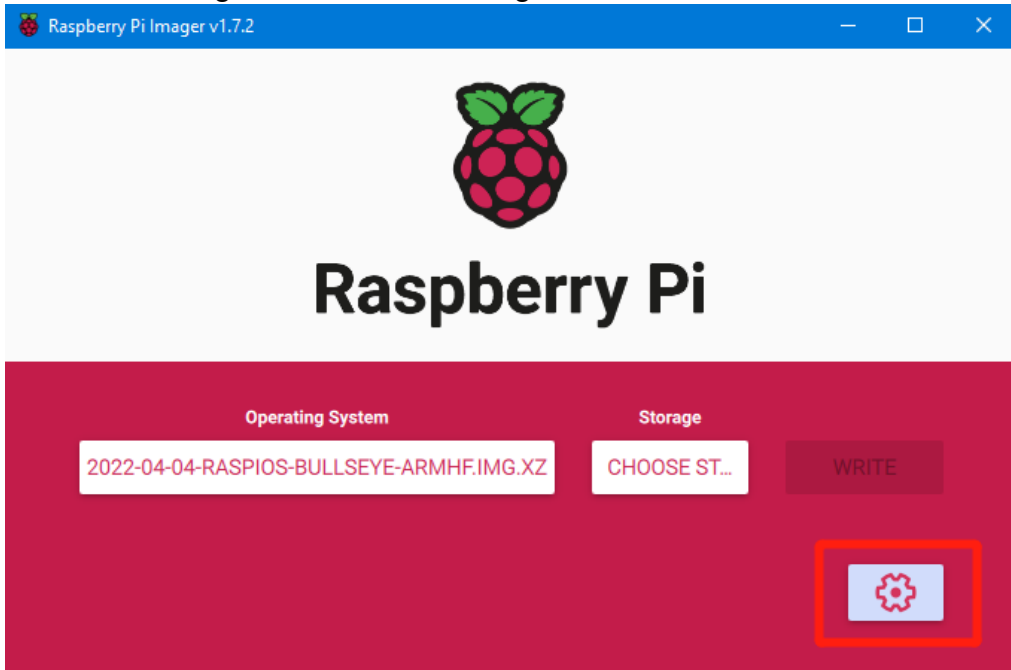 Raspberry Pi Imager v1.7.2
Raspberry Pi
Operating System
Storage
2022-04-04-RASPIOS-BULLSEYE-ARMHF.IMG.XZ
CHOOSE ST...
WRITE